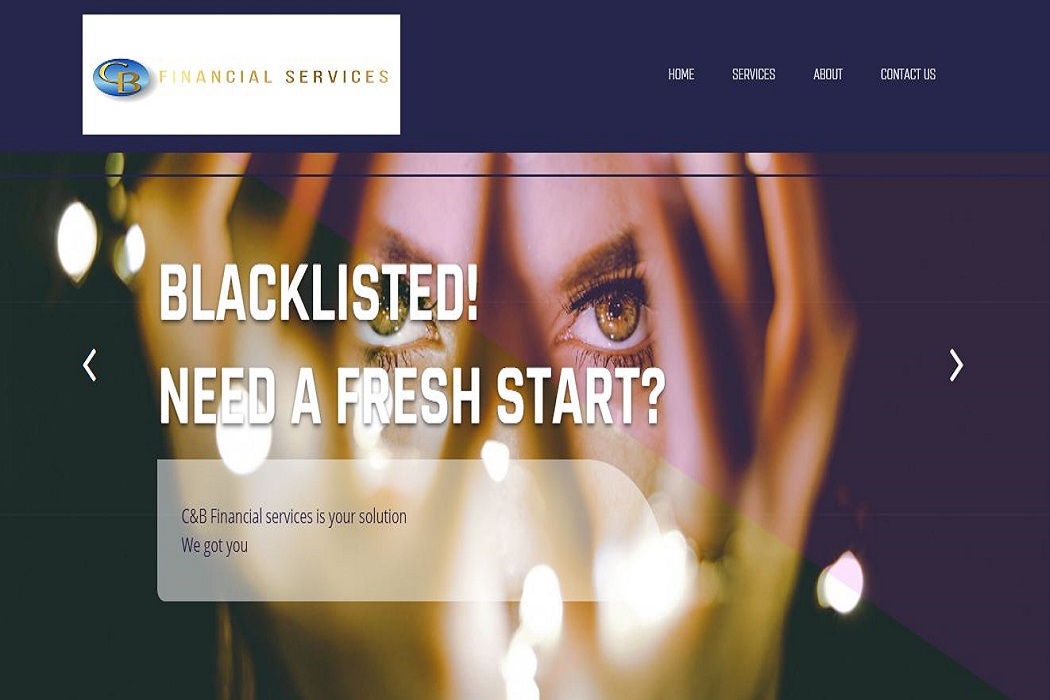 CB FINANCIAL SERVICES
HOME SERVICES ABOUT CONTACT US
BLACKLISTED!
NEED A FRESH START?
C&B Financial services is your solution
We got you